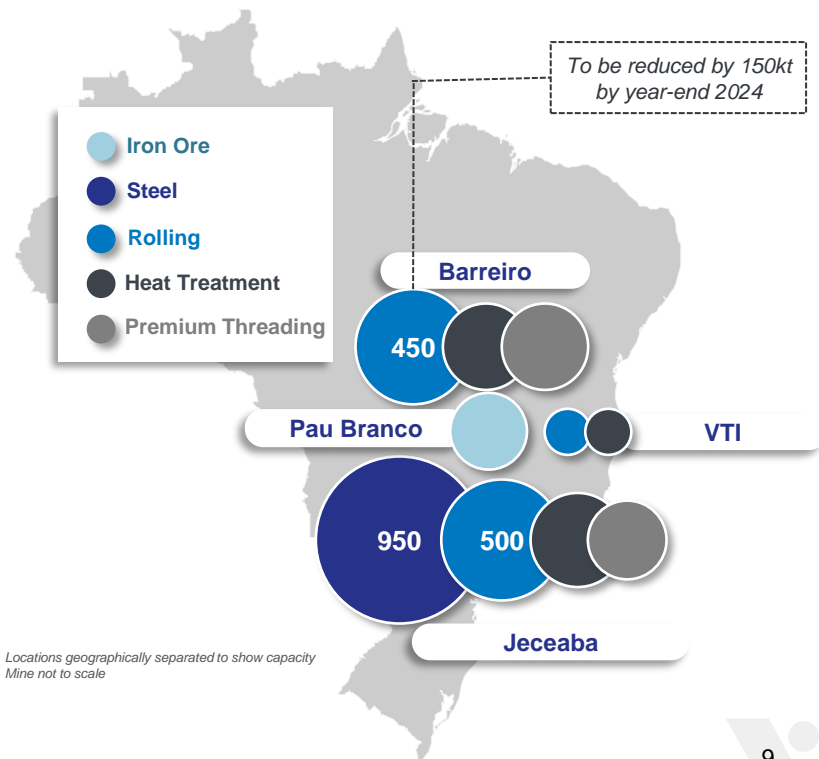 To be reduced by 150kt
by year-end 2024
Iron Ore
Steel
Rolling
Heat Treatment
Premium Threading
Barreiro
450
Pau Branco
VTI
950
500
Jeceaba
Locations geographically separated to show capacity
Mine not to scale
9